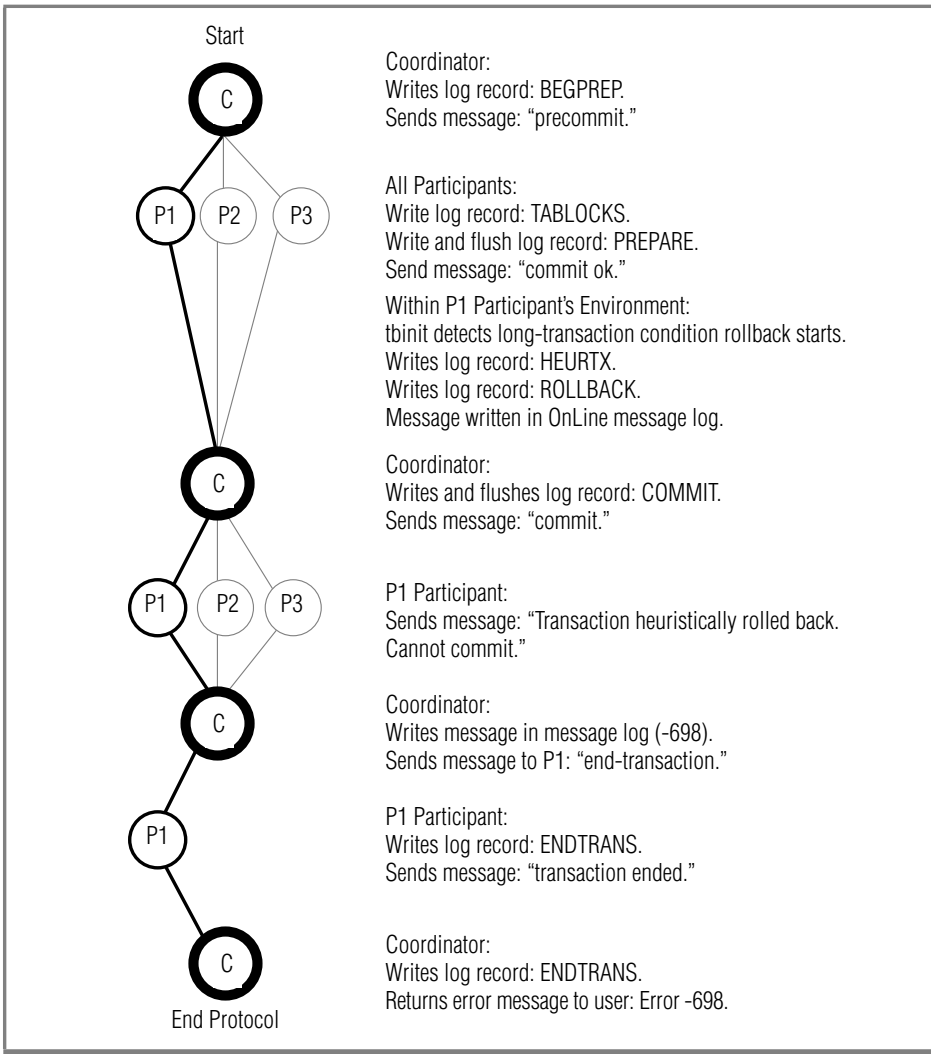 Start
C
Coordinator:
Writes log record: BEGPREP.
Sends message: “precommit.”
P1 P2 P3
All Participants:
Write log record: TABLOCKS.
Write and flush log record: PREPARE.
Send message: “commit ok.”
Within P1 Participant’s Environment:
tbinit detects long-transaction condition rollback starts.
Writes log record: HEURTX.
Writes log record: ROLLBACK.
Message written in OnLine message log.
C
Coordinator:
Writes and flushes log record: COMMIT.
Sends message: “commit.”
P1 P2 P3
P1 Participant:
Sends message: “Transaction heuristically rolled back.
Cannot commit.”
C
Coordinator:
Writes message in message log (-698).
Sends message to P1: “end-transaction.”
P1
P1 Participant:
Writes log record: ENDTRANS.
Sends message: “transaction ended.”
C
Coordinator:
Writes log record: ENDTRANS.
Returns error message to user: Error -698.
End Protocol